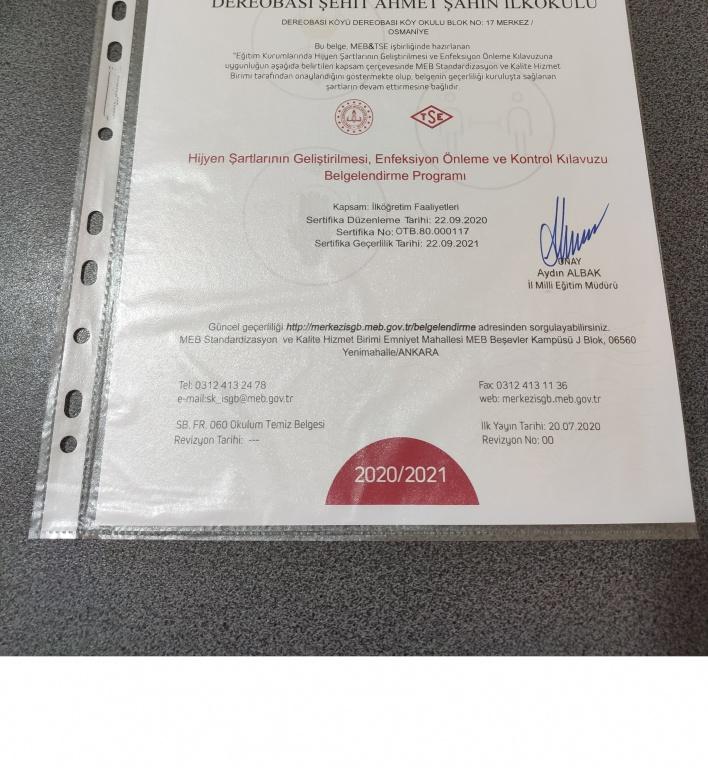 DEREOBASI ŞEHİT AHMET ŞAHİN İLKOKULU
DEREOBASI KÖYÜ DEREOBASI KÖY OKULU BLOK NO: 17 MERKEZ /
OSMANİYE
Bu belge, MEB&TSE işbirliğinde hazırlanan
"Eğitim Kurumlarında Hijyen Şartlarının Geliştirilmesi ve Enfeksiyon Önleme Kılavuzuna
uygunluğun aşağıda belirtilen kapsam çerçevesinde MEB Standardizasyon ve Kalite Hizmet
Birimi tarafından onaylandığını göstermekte olup, belgenin geçerliliği kuruluşta sağlanan
şartların devam ettirmesine bağlıdır.
TSE
Hijyen Şartlarının Geliştirilmesi, Enfeksiyon Önleme ve Kontrol Kılavuzu
Belgelendirme Programı
Kapsam: İlköğretim Faaliyetleri
Sertifika Düzenleme Tarihi: 22.09.2020
Sertifika No: OTB.80.000117
Sertifika Geçerlilik Tarihi: 22.09.2021
ONAY
Aydın ALBAK
İl Milli Eğitim Müdürü
Güncel geçerliliği http://merkezisgb.meb.gov.tr/belgelendirme adresinden sorgulayabilirsiniz.
MEB Standardizasyon ve Kalite Hizmet Birimi Emniyet Mahallesi MEB Beşevler Kampüsü J Blok, 06560
Yenimahalle/ANKARA
Tel: 0312 413 24 78
Fax: 0312 413 11 36
e-mail:sk_isgb@meb.gov.tr
web: merkezisgb.meb.gov.tr
SB. FR. 060 Okulum Temiz Belgesi
İlk Yayın Tarihi: 20.07.2020
Revizyon Tarihi: ---
Revizyon No: 00
2020/2021